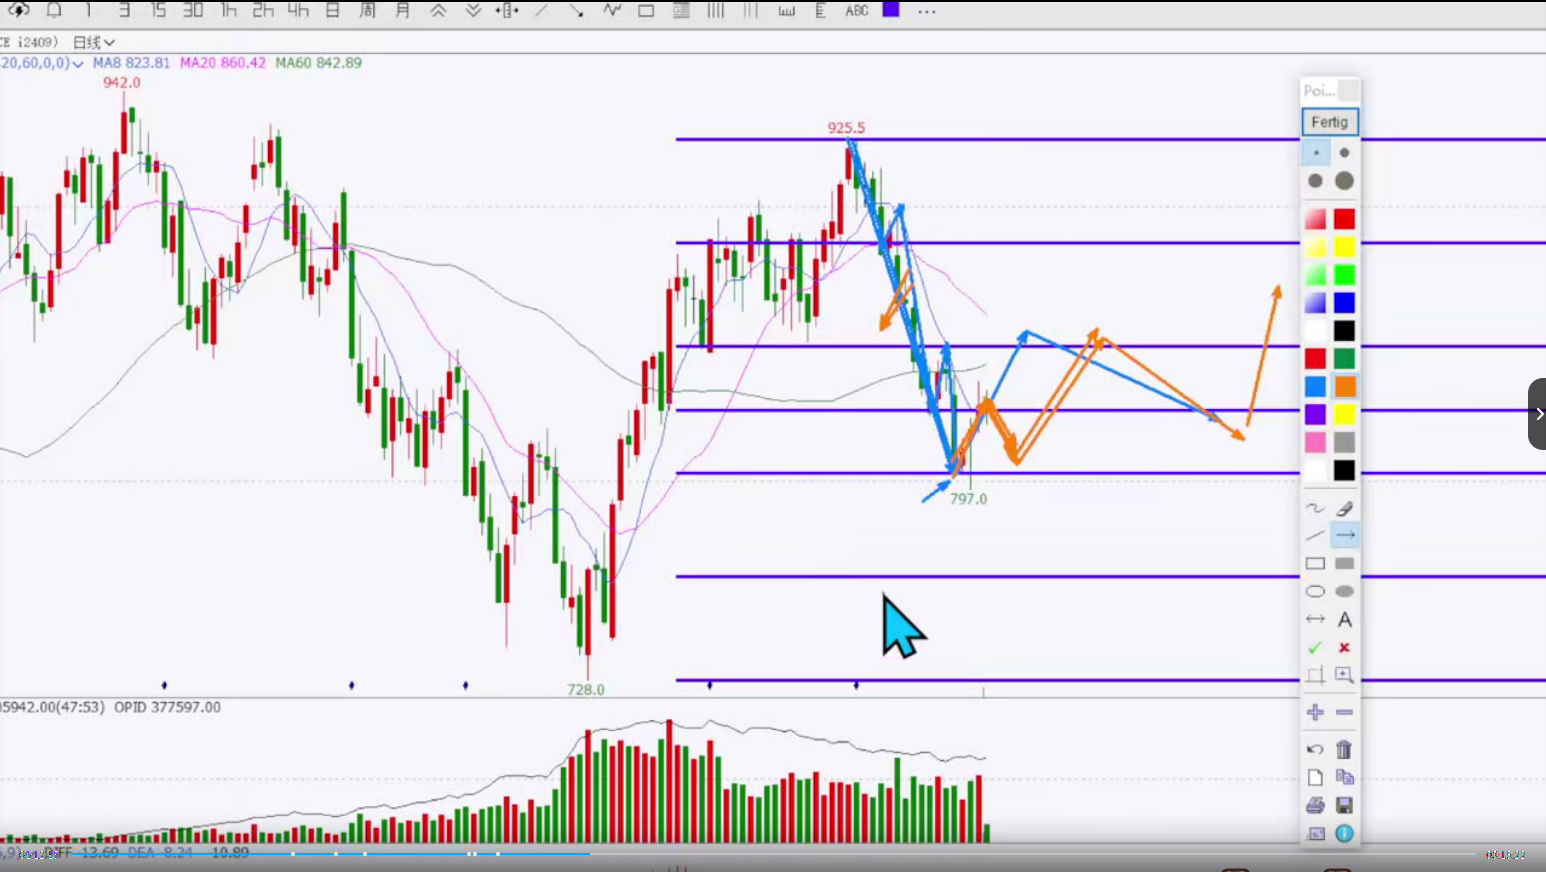 1 3 15 30 1h 2h 4h 日 周 月 ABC ...
CE i2409) 日线
20,60,0,0) MA8 823.81 MA20 860.42 MA60 842.89
942.0
925.5
Poi...
Fertig
797.0
A
728.0
05942.00(47:53) OPID 377597.00
DIFF -13.69 DEA -8.24 -10.89